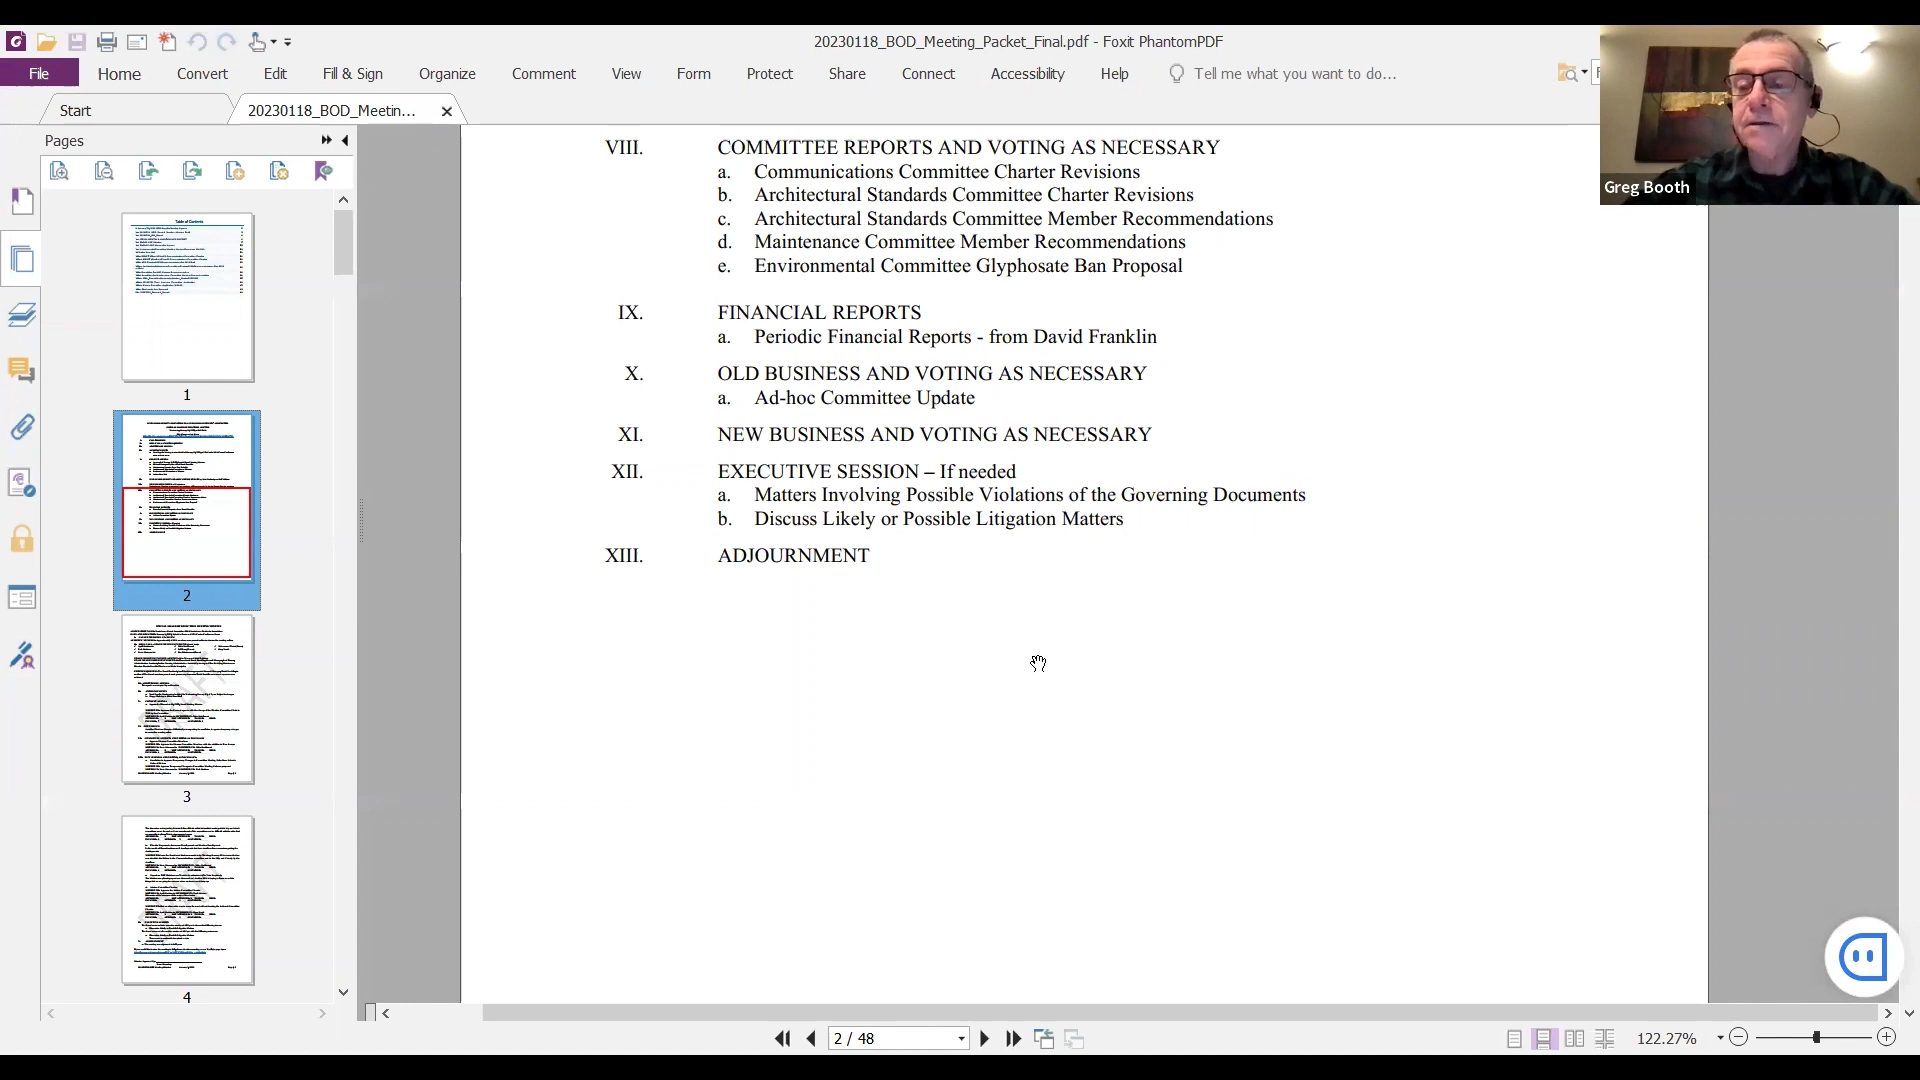 20230118_BOD_Meeting_Packet_Final.pdf - Foxit PhantomPDF
File Home Convert Edit Fill & Sign Organize Comment View Form Protect Share Connect Accessibility Help Tell me what you want to do...
Start 20230118_BOD_Meetin...
Pages
Greg Booth
Table of Contents
1
2
3
4
VIII. COMMITTEE REPORTS AND VOTING AS NECESSARY
a. Communications Committee Charter Revisions
b. Architectural Standards Committee Charter Revisions
c. Architectural Standards Committee Member Recommendations
d. Maintenance Committee Member Recommendations
e. Environmental Committee Glyphosate Ban Proposal
IX. FINANCIAL REPORTS
a. Periodic Financial Reports - from David Franklin
X. OLD BUSINESS AND VOTING AS NECESSARY
a. Ad-hoc Committee Update
XI. NEW BUSINESS AND VOTING AS NECESSARY
XII. EXECUTIVE SESSION – If needed
a. Matters Involving Possible Violations of the Governing Documents
b. Discuss Likely or Possible Litigation Matters
XIII. ADJOURNMENT
2 / 48
122.27%